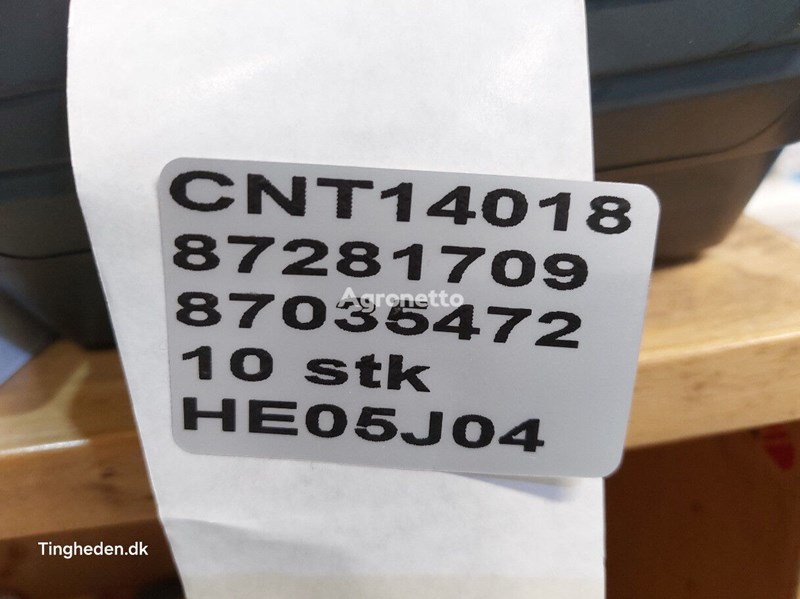 CNT14018
87281709
Agronetto
87035472
10 stk
HE05J04
Tingheden.dk